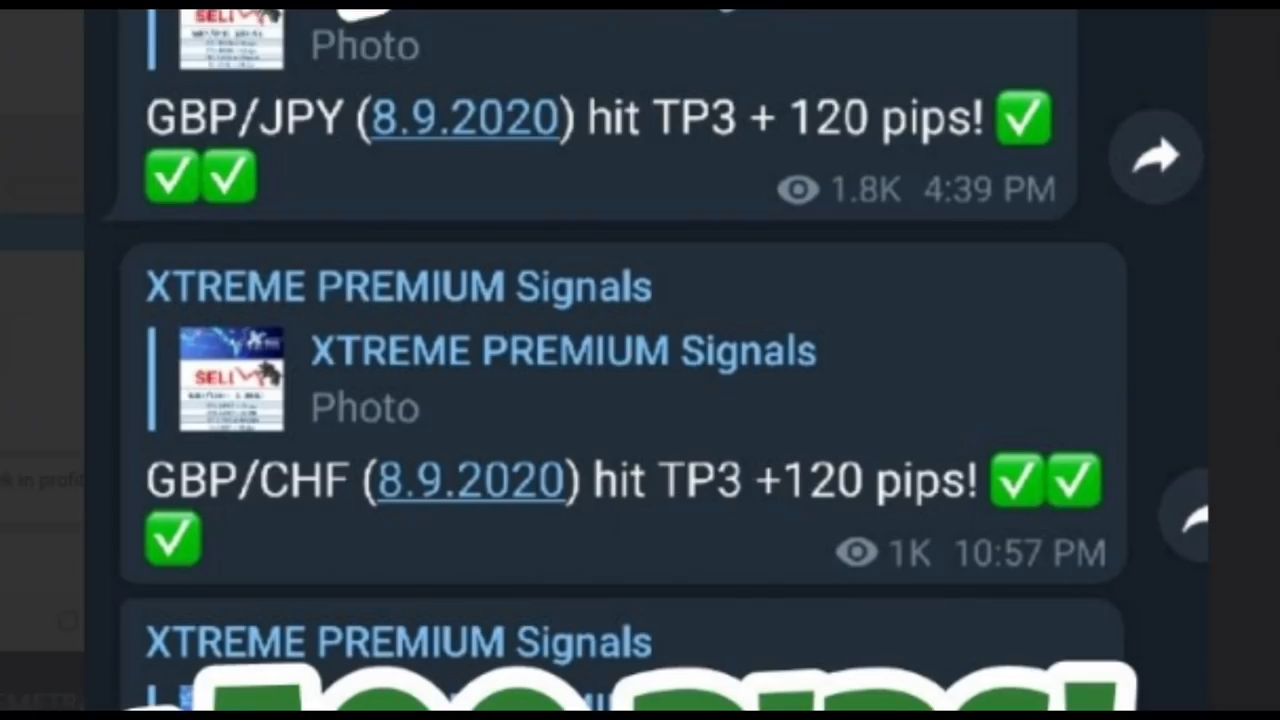 Photo
GBP/JPY (8.9.2020) hit TP3 + 120 pips! ✅
✅✅
1.8K 4:39 PM
XTREME PREMIUM Signals
XTREME PREMIUM Signals
SELL
Photo
GBP/CHF (8.9.2020) hit TP3 +120 pips! ✅✅
✅
1K 10:57 PM
XTREME PREMIUM Signals